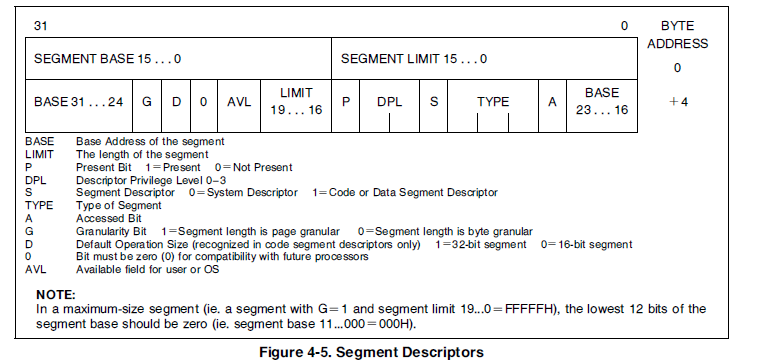 31 0 BYTE
ADDRESS
SEGMENT BASE 15 . . . 0 SEGMENT LIMIT 15 . . . 0 0
BASE 31 . . . 24 G D 0 AVL LIMIT 19 . . . 16 P DPL S TYPE A BASE 23 . . . 16 +4
BASE Base Address of the segment
LIMIT The length of the segment
P Present Bit 1=Present 0=Not Present
DPL Descriptor Privilege Level 0–3
S Segment Descriptor 0=System Descriptor 1=Code or Data Segment Descriptor
TYPE Type of Segment
A Accessed Bit
G Granularity Bit 1=Segment length is page granular 0=Segment length is byte granular
D Default Operation Size (recognized in code segment descriptors only) 1=32-bit segment 0=16-bit segment
0 Bit must be zero (0) for compatibility with future processors
AVL Available field for user or OS
NOTE:
In a maximum-size segment (ie. a segment with G=1 and segment limit 19...0=FFFFFH), the lowest 12 bits of the
segment base should be zero (ie. segment base 11...000=000H).
Figure 4-5. Segment Descriptors